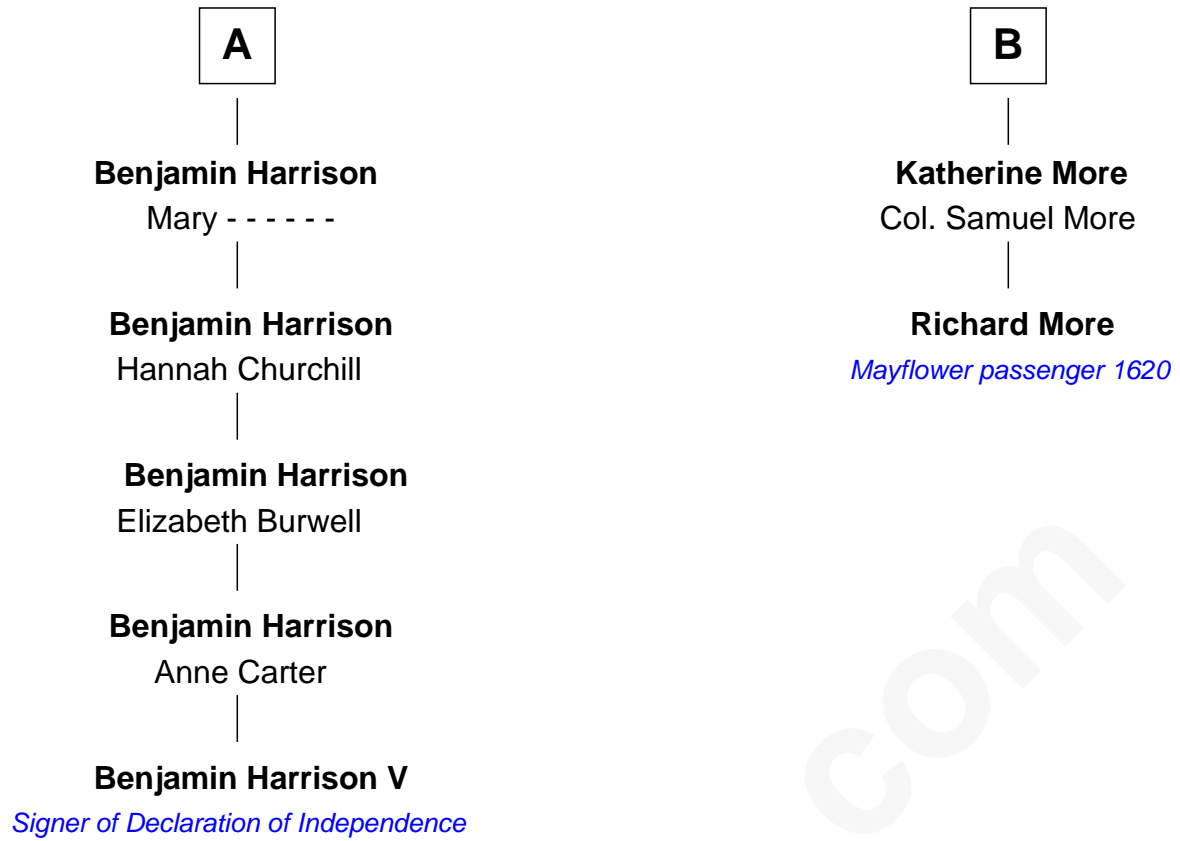 A
Benjamin Harrison
Mary - - - - - -
Benjamin Harrison
Hannah Churchill
Benjamin Harrison
Elizabeth Burwell
Benjamin Harrison
Anne Carter
Benjamin Harrison V
Signer of Declaration of Independence
B
Katherine More
Col. Samuel More
Richard More
Mayflower passenger 1620
com